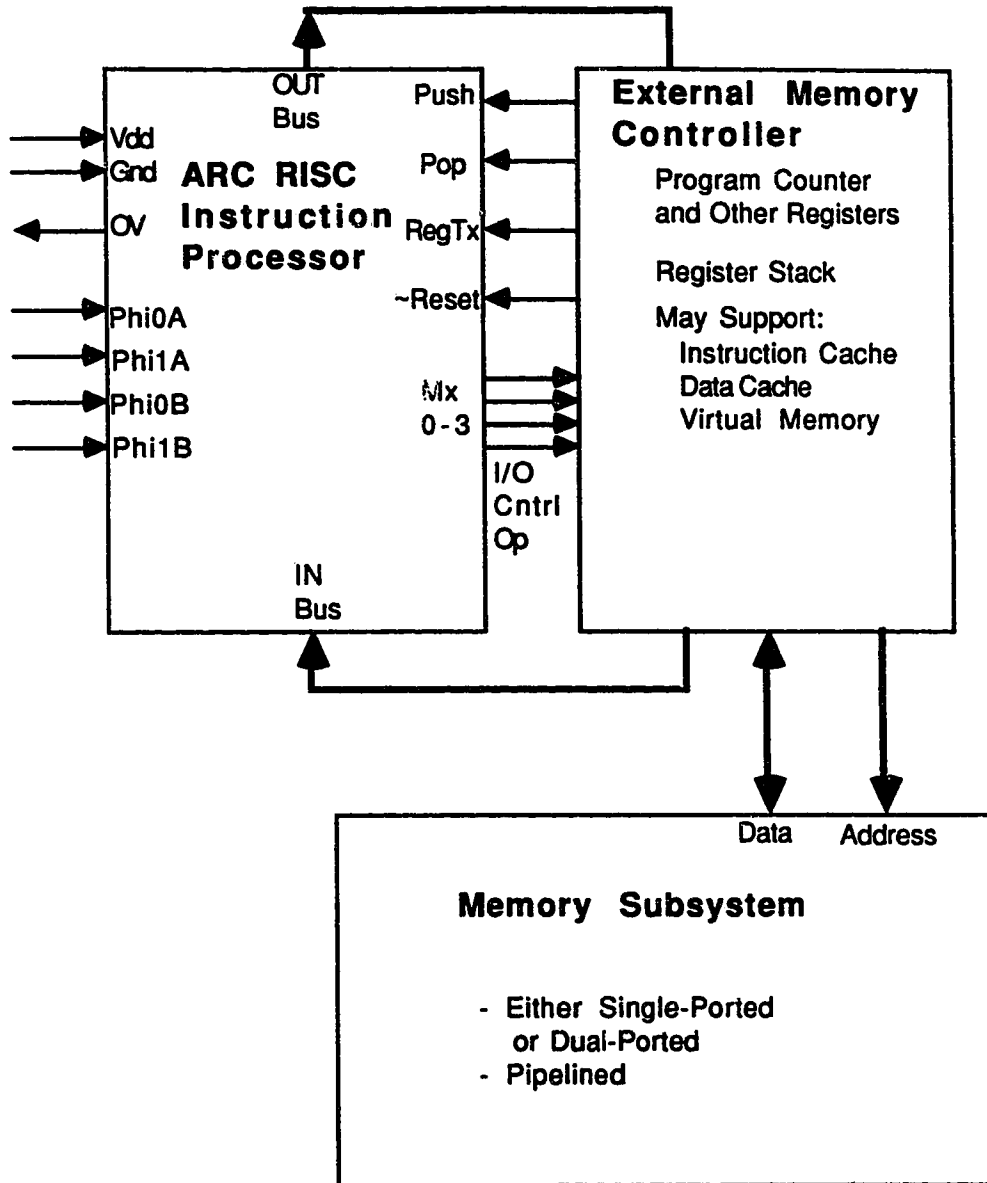 OUT
Bus
Vdd
Gnd
OV
ARC RISC
Instruction
Processor
Phi0A
Phi1A
Phi0B
Phi1B
Push
Pop
RegTx
~Reset
Mx
0-3
I/O
Cntrl
Op
IN
Bus
External Memory
Controller
Program Counter
and Other Registers
Register Stack
May Support:
Instruction Cache
Data Cache
Virtual Memory
Data Address
Memory Subsystem
- Either Single-Ported
or Dual-Ported
- Pipelined